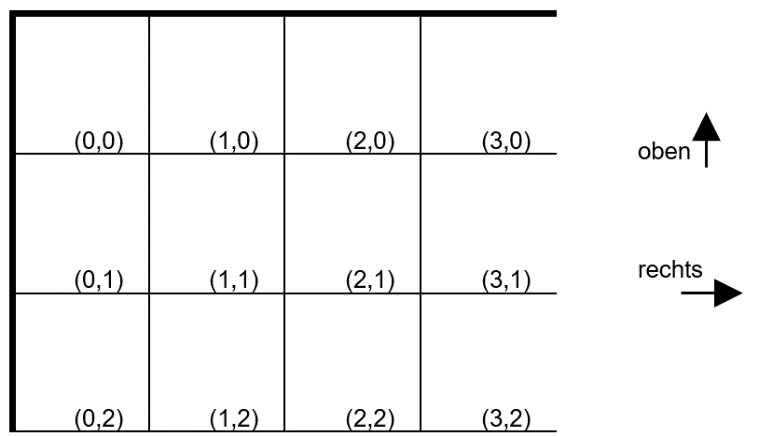 (0,0) (1,0) (2,0) (3,0)
oben
(0,1) (1,1) (2,1) (3,1)
rechts
(0,2) (1,2) (2,2) (3,2)